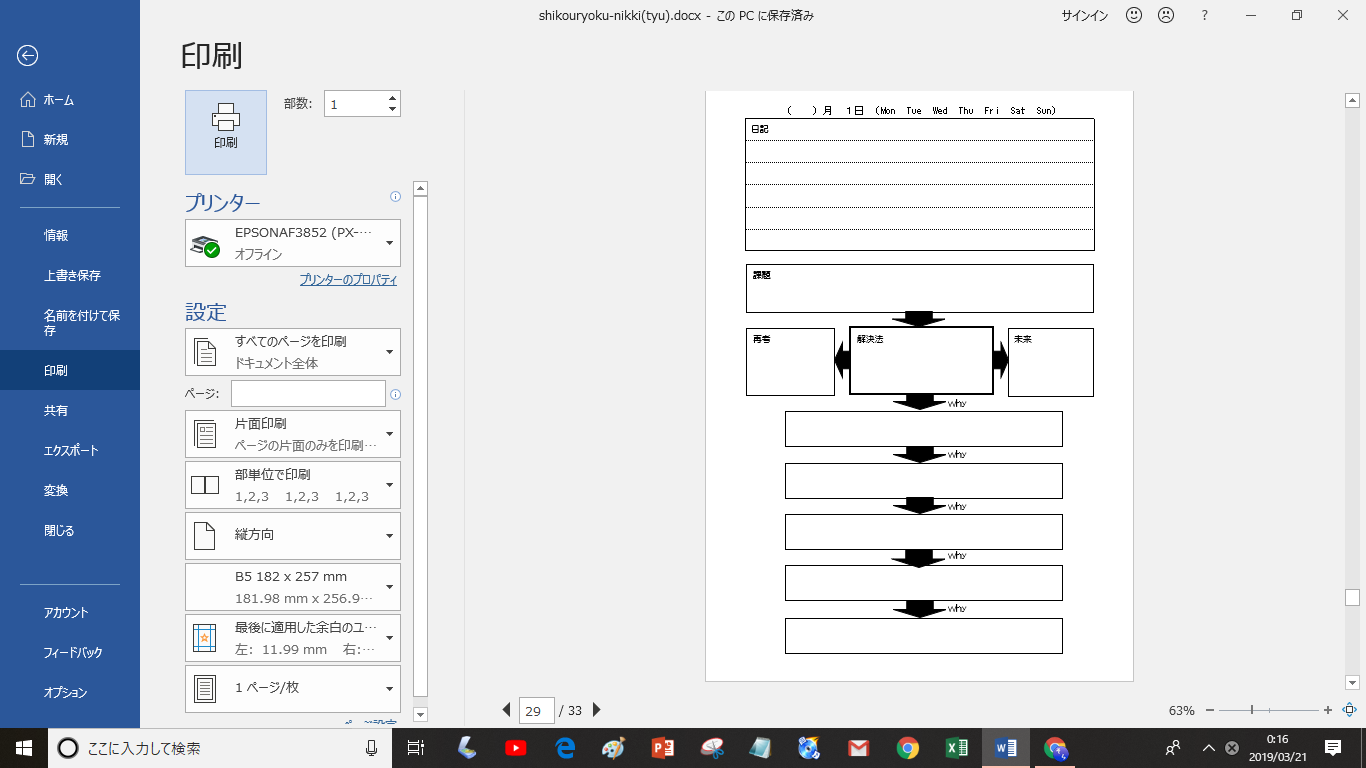 shikouryoku-nikki(tyu).docx - この PC に保存済み
サインイン
?
印刷
ホーム
新規
開く
情報
上書き保存
名前を付けて保
存
印刷
共有
エクスポート
変換
閉じる
アカウント
フィードバック
オプション
印刷
部数: 1
プリンター
EPSONAF3852 (PX-…
オフライン
プリンターのプロパティ
設定
すべてのページを印刷
ドキュメント全体
ページ:
片面印刷
ページの片面のみを印刷…
部単位で印刷
1,2,3 1,2,3 1,2,3
縦方向
B5 182 x 257 mm
181.98 mm x 256.9…
最後に適用した余白のユ…
左: 11.99 mm 右:…
1 ページ/枚
ページ設定
( )月 1日 (Mon Tue Wed Thu Fri Sat Sun)
日記
課題
再考
解決法
未来
why
why
why
why
why
29 / 33
63%
ここに入力して検索
0:16
2019/03/21